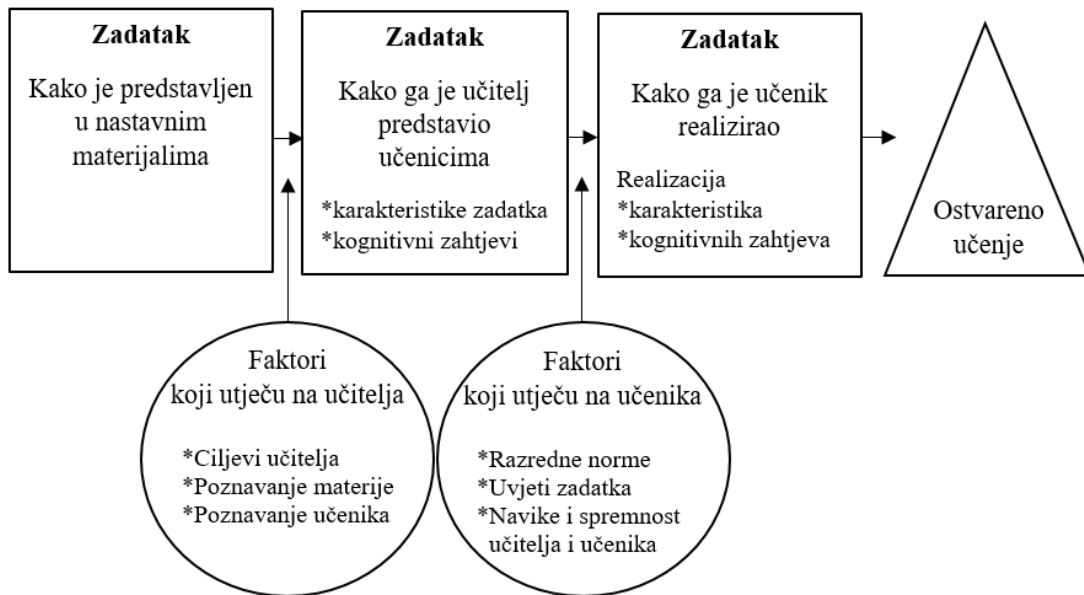 Zadatak
Kako je predstavljen
u nastavnim
materijalima
Zadatak
Kako ga je učitelj
predstavio
učenicima
*karakteristike zadatka
*kognitivni zahtjevi
Zadatak
Kako ga je učenik
realizirao
Realizacija
*karakteristika
*kognitivnih zahtjeva
Ostvareno
učenje
Faktori
koji utječu na učitelja
*Ciljevi učitelja
*Poznavanje materije
*Poznavanje učenika
Faktori
koji utječu na učenika
*Razredne norme
*Uvjeti zadatka
*Navike i spremnost
učitelja i učenika